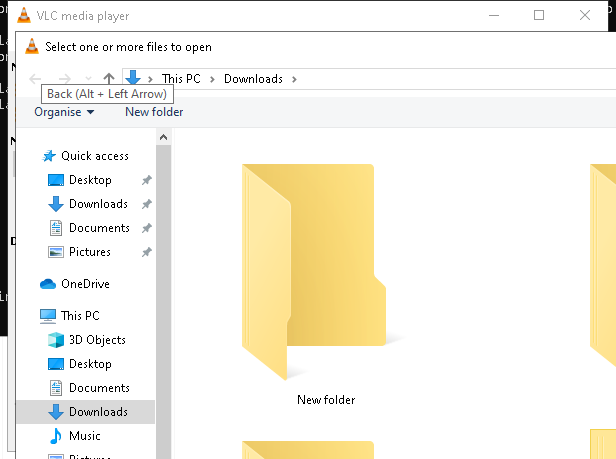 VLC media player
Select one or more files to open
This PC > Downloads >
Back (Alt + Left Arrow)
Organise
New folder
Quick access
Desktop
Downloads
Documents
Pictures
OneDrive
This PC
3D Objects
Desktop
Documents
Downloads
Music
New folder